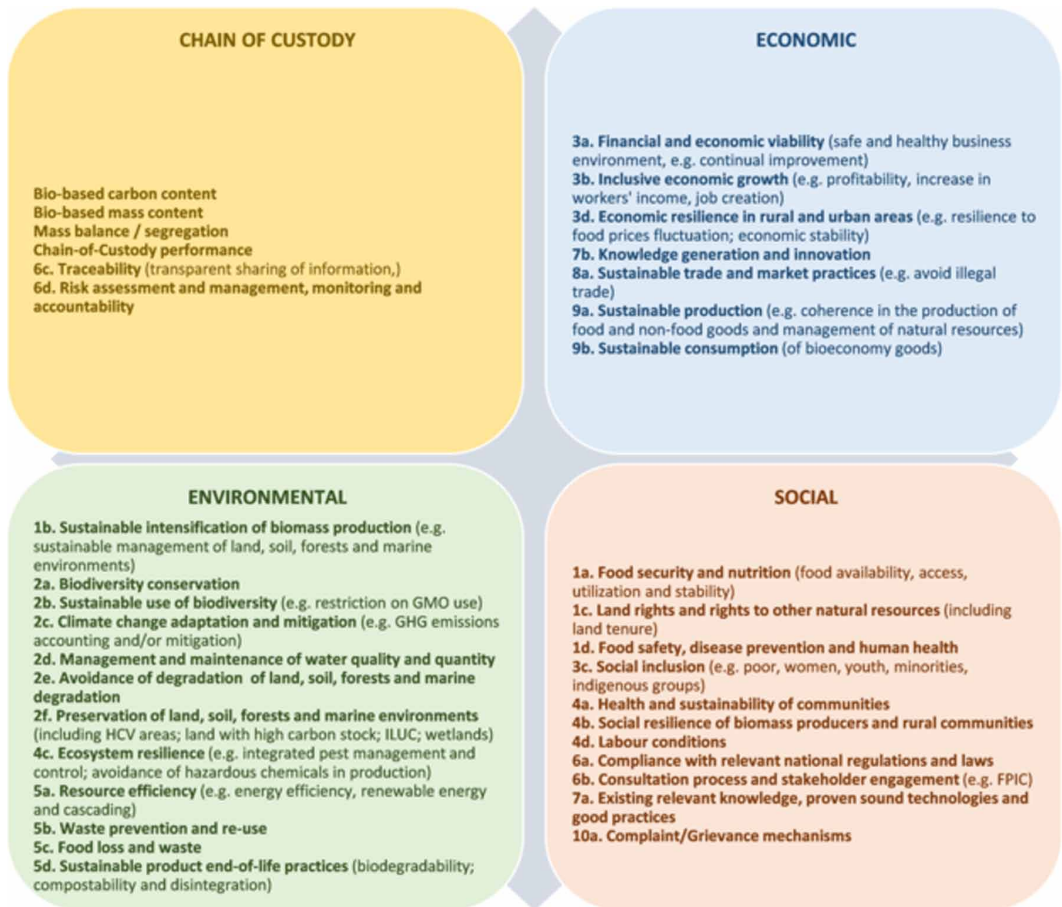 CHAIN OF CUSTODY
Bio-based carbon content
Bio-based mass content
Mass balance / segregation
Chain-of-Custody performance
6c. Traceability (transparent sharing of information,)
6d. Risk assessment and management, monitoring and
accountability
ECONOMIC
3a. Financial and economic viability (safe and healthy business
environment, e.g. continual improvement)
3b. Inclusive economic growth (e.g. profitability, increase in
workers' income, job creation)
3d. Economic resilience in rural and urban areas (e.g. resilience to
food prices fluctuation; economic stability)
7b. Knowledge generation and innovation
8a. Sustainable trade and market practices (e.g. avoid illegal
trade)
9a. Sustainable production (e.g. coherence in the production of
food and non-food goods and management of natural resources)
9b. Sustainable consumption (of bioeconomy goods)
ENVIRONMENTAL
1b. Sustainable intensification of biomass production (e.g.
sustainable management of land, soil, forests and marine
environments)
2a. Biodiversity conservation
2b. Sustainable use of biodiversity (e.g. restriction on GMO use)
2c. Climate change adaptation and mitigation (e.g. GHG emissions
accounting and/or mitigation)
2d. Management and maintenance of water quality and quantity
2e. Avoidance of degradation of land, soil, forests and marine
degradation
2f. Preservation of land, soil, forests and marine environments
(including HCV areas; land with high carbon stock; ILUC; wetlands)
4c. Ecosystem resilience (e.g. integrated pest management and
control; avoidance of hazardous chemicals in production)
5a. Resource efficiency (e.g. energy efficiency, renewable energy
and cascading)
5b. Waste prevention and re-use
5c. Food loss and waste
5d. Sustainable product end-of-life practices (biodegradability;
compostability and disintegration)
SOCIAL
1a. Food security and nutrition (food availability, access,
utilization and stability)
1c. Land rights and rights to other natural resources (including
land tenure)
1d. Food safety, disease prevention and human health
3c. Social inclusion (e.g. poor, women, youth, minorities,
indigenous groups)
4a. Health and sustainability of communities
4b. Social resilience of biomass producers and rural communities
4d. Labour conditions
6a. Compliance with relevant national regulations and laws
6b. Consultation process and stakeholder engagement (e.g. FPIC)
7a. Existing relevant knowledge, proven sound technologies and
good practices
10a. Complaint/Grievance mechanisms